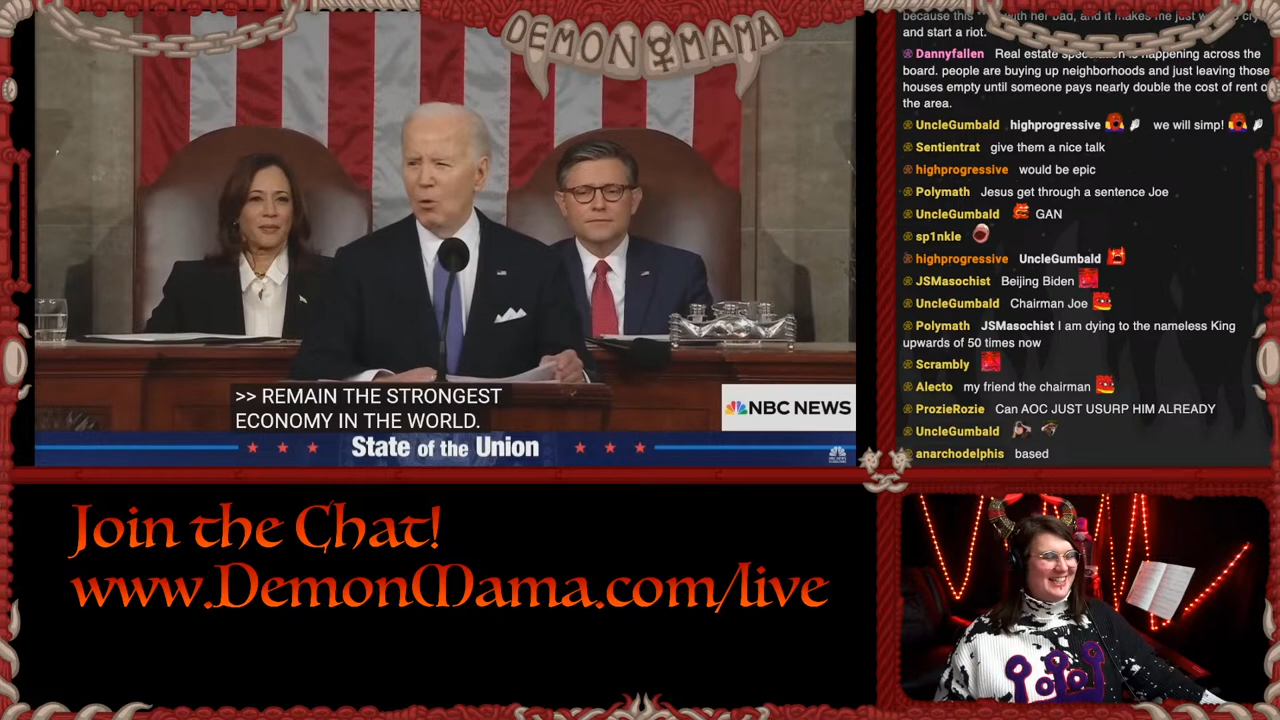 DEMON MAMA
>> REMAIN THE STRONGEST
ECONOMY IN THE WORLD.
NBC NEWS
State of the Union
Join the Chat!
www.DemonMama.com/live
and start a riot.
Dannyfallen Real estate happening across the
board. people are buying up neighborhoods and just leaving those
houses empty until someone pays nearly double the cost of rent
the area.
UncleGumbald highprogressive we will simp!
Sentientrat give them a nice talk
highprogressive would be epic
Polymath Jesus get through a sentence Joe
UncleGumbald GAN
sp1nkle
highprogressive UncleGumbald
JSMasochist Beijing Biden
UncleGumbald Chairman Joe
Polymath JSMasochist I am dying to the nameless King
upwards of 50 times now
Scrambly
Alecto my friend the chairman
ProzieRozie Can AOC JUST USURP HIM ALREADY
UncleGumbald
anarchodelphis based